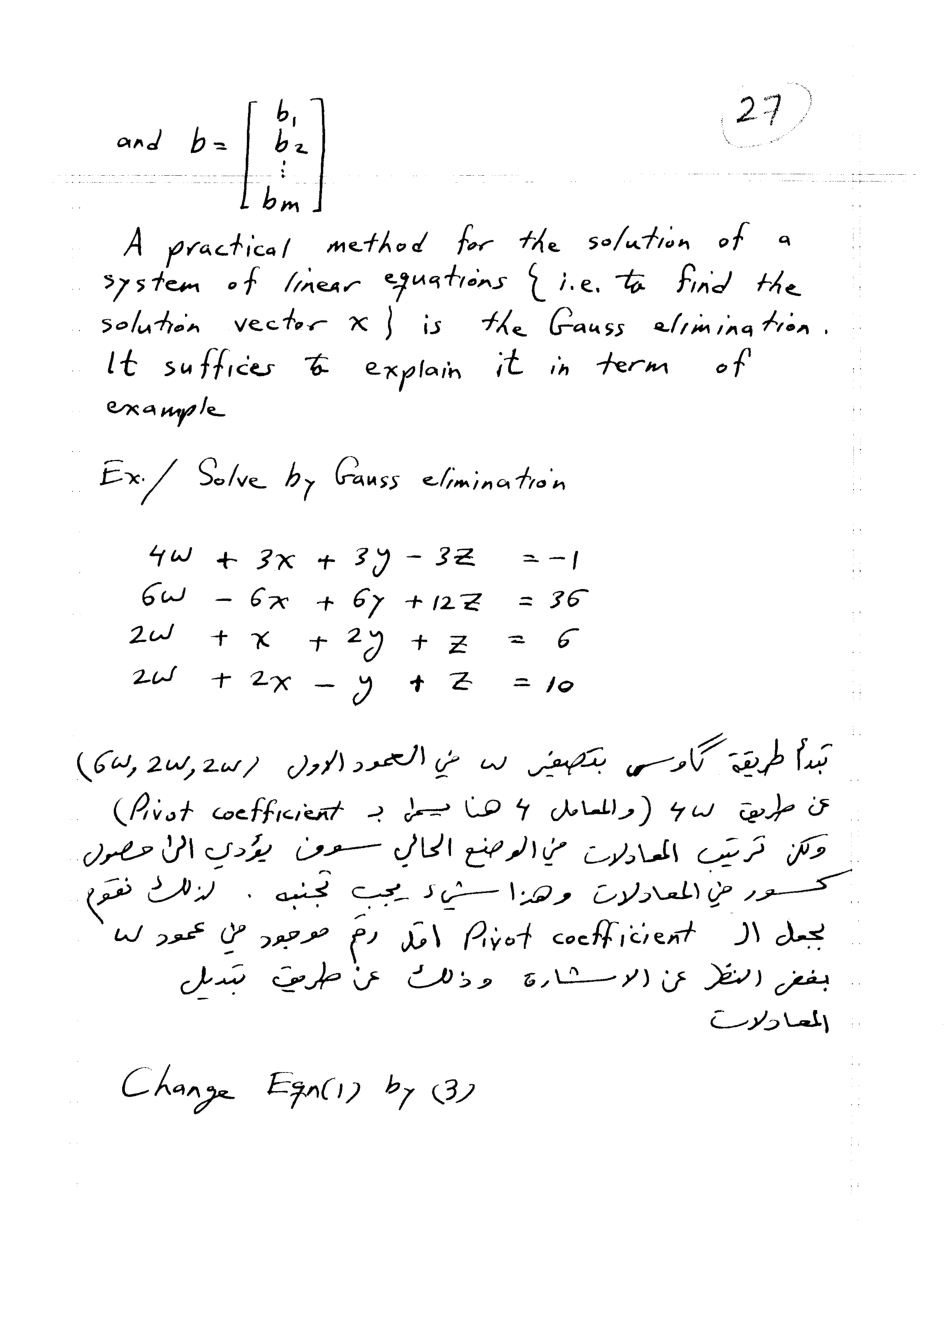 27
and b = [ b₁
b₂
⋮
bm ]
A practical method for the solution of a
system of linear equations { i.e. to find the
solution vector x } is the Gauss elimination.
It suffices to explain it in term of
example
Ex./ Solve by Gauss elimination
4w + 3x + 3y - 3z = -1
6w - 6x + 6y + 12z = 36
2w + x + 2y + z = 6
2w + 2x - y + z = 10
تبدأ طريقة گاوس بتصفير w من العمود الاول (6w, 2w, 2w)
عن طريق 4w (والمعامل 4 هنا يسمى بـ Pivot coefficient)
ولكن ترتيب المعادلات في الوضع الحالي سوف يؤدي الى حصول
كسور في المعادلات وهذا شيء يجب تجنبه . لذلك نقوم
بجعل الـ Pivot coefficient اقل رقم موجود في عمود w
بغض النظر عن الاشارة وذلك عن طريق تبديل
المعادلات
Change Eqn(1) by (3)